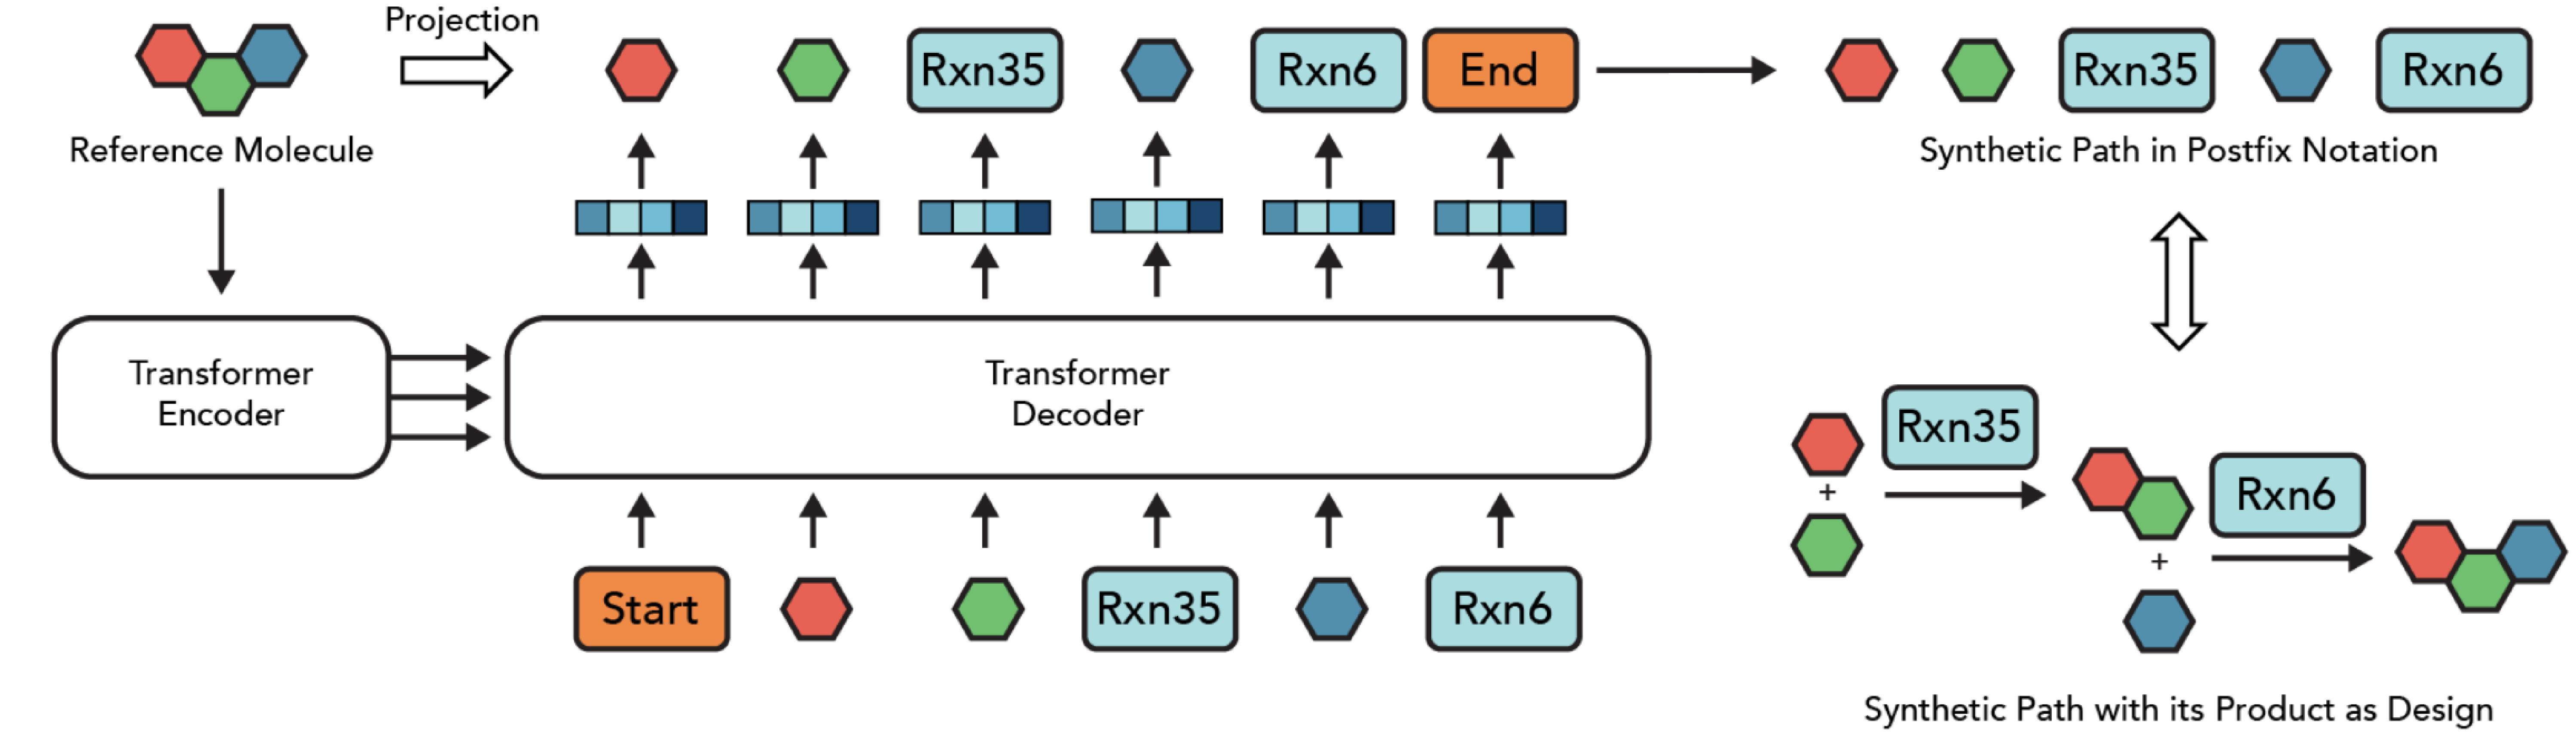 Projection
Rxn35
Rxn6
End
Rxn35
Rxn6
Reference Molecule
Synthetic Path in Postfix Notation
Transformer
Encoder
Transformer
Decoder
Rxn35
+
Rxn6
+
Start
Rxn35
Rxn6
Synthetic Path with its Product as Design